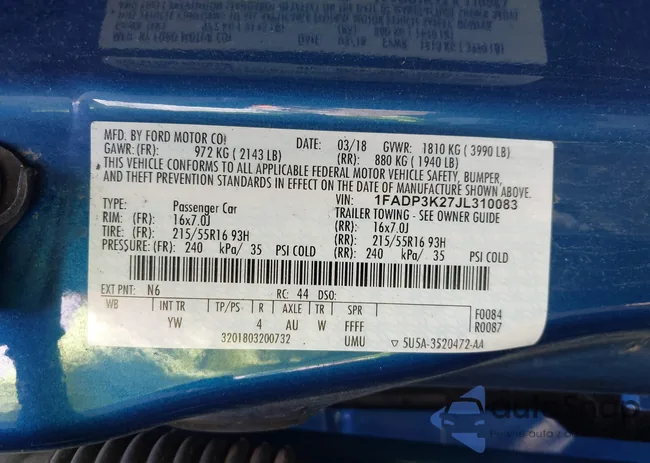 MFD. BY FORD MOTOR CO.
DATE: 03/18 GVWR: 1810 KG ( 3990 LB)
GAWR: (FR): 972 KG ( 2143 LB) (RR): 880 KG ( 1940 LB)
THIS VEHICLE CONFORMS TO ALL APPLICABLE FEDERAL MOTOR VEHICLE SAFETY, BUMPER,
AND THEFT PREVENTION STANDARDS IN EFFECT ON THE DATE OF MANUFACTURE SHOWN ABOVE.
VIN: 1FADP3K27JL310083
TYPE: Passenger Car TRAILER TOWING - SEE OWNER GUIDE
RIM: (FR): 16x7.0J (RR): 16x7.0J
TIRE: (FR): 215/55R16 93H (RR): 215/55R16 93H
PRESSURE: (FR): 240 kPa/ 35 PSI COLD (RR): 240 kPa/ 35 PSI COLD
EXT PNT: N6 RC: 44 DSO:
WB INT TR TP/PS R AXLE TR SPR F0084
YW 4 AU W FFFF R0087
3201803200732 UMU ▽ 5U5A-3520472-AA
autoSnap